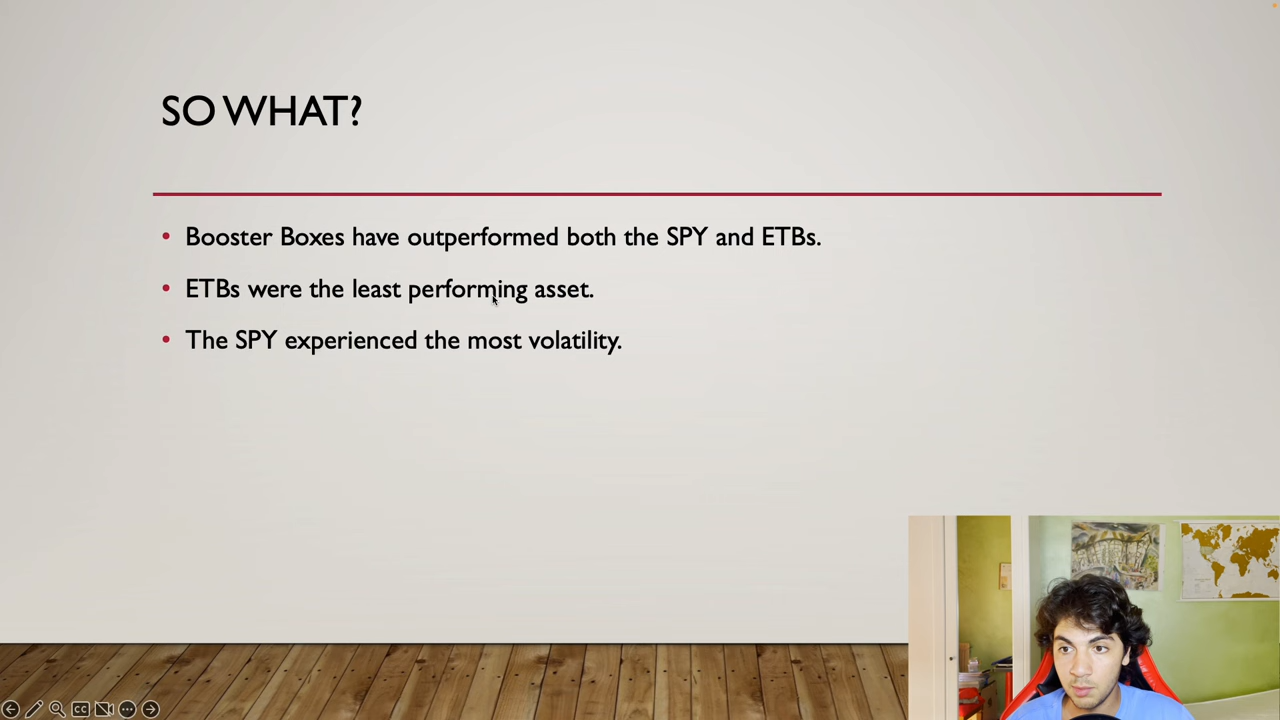 SO WHAT?
• Booster Boxes have outperformed both the SPY and ETBs.
• ETBs were the least performing asset.
• The SPY experienced the most volatility.
CC